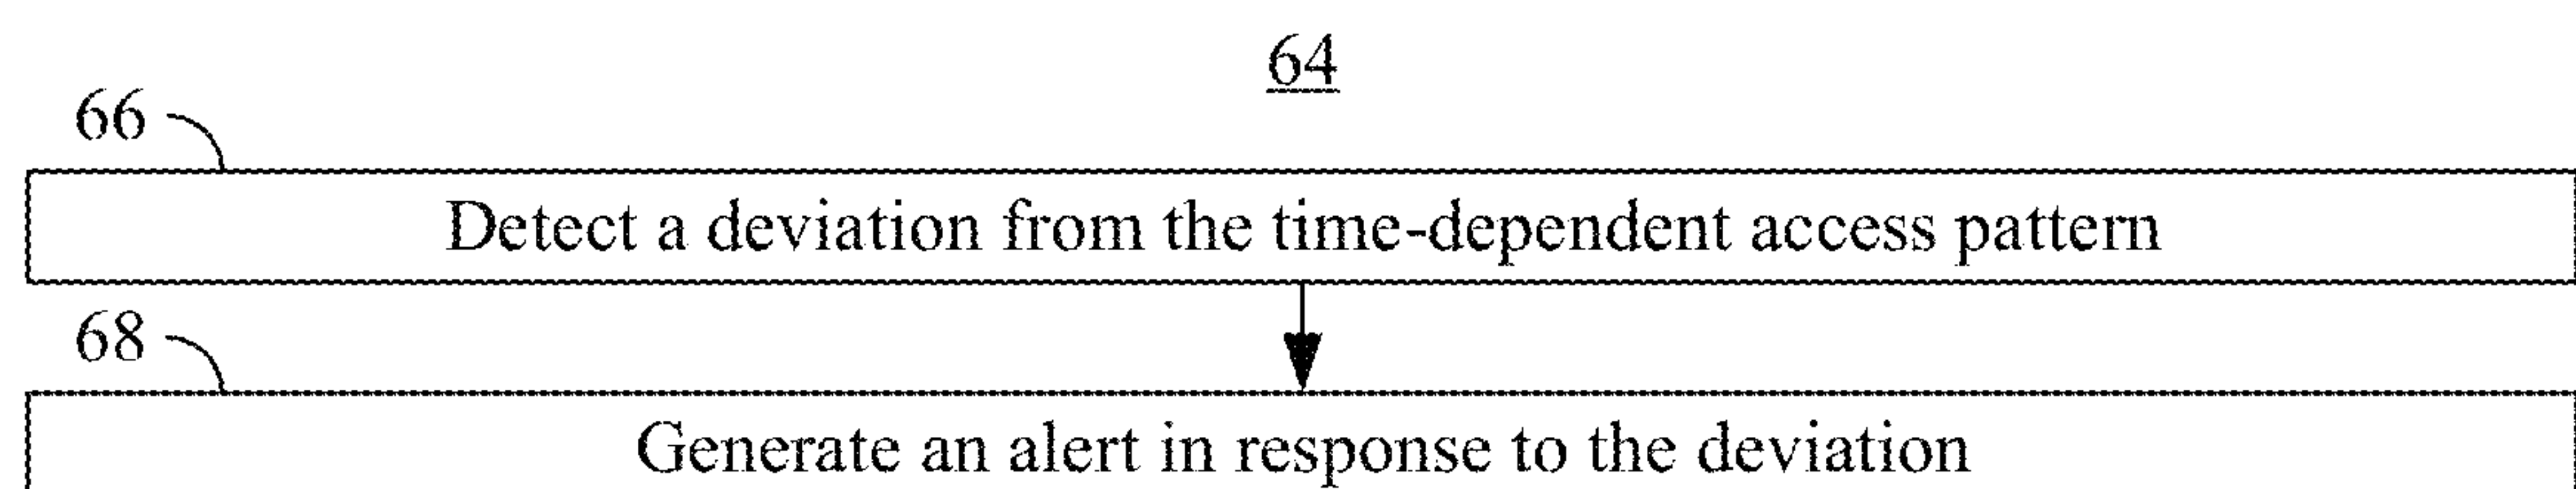 64
66
Detect a deviation from the time-dependent access pattern
68
Generate an alert in response to the deviation